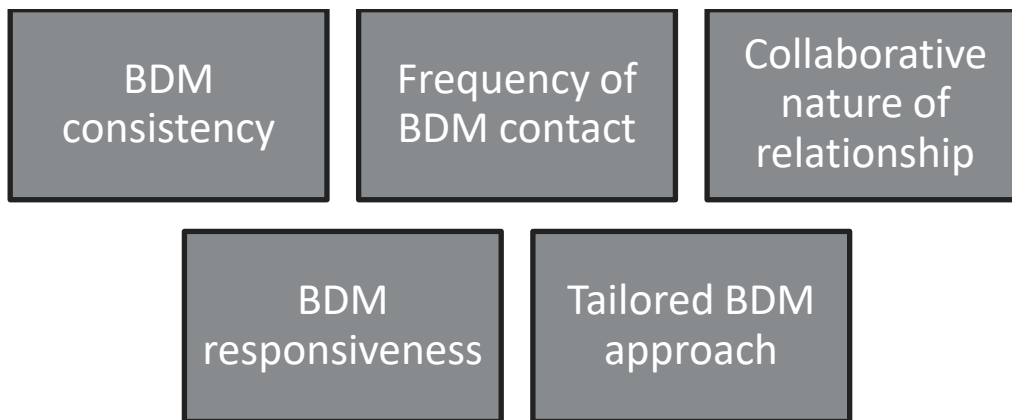 BDM
consistency
Frequency of
BDM contact
Collaborative
nature of
relationship
BDM
responsiveness
Tailored BDM
approach